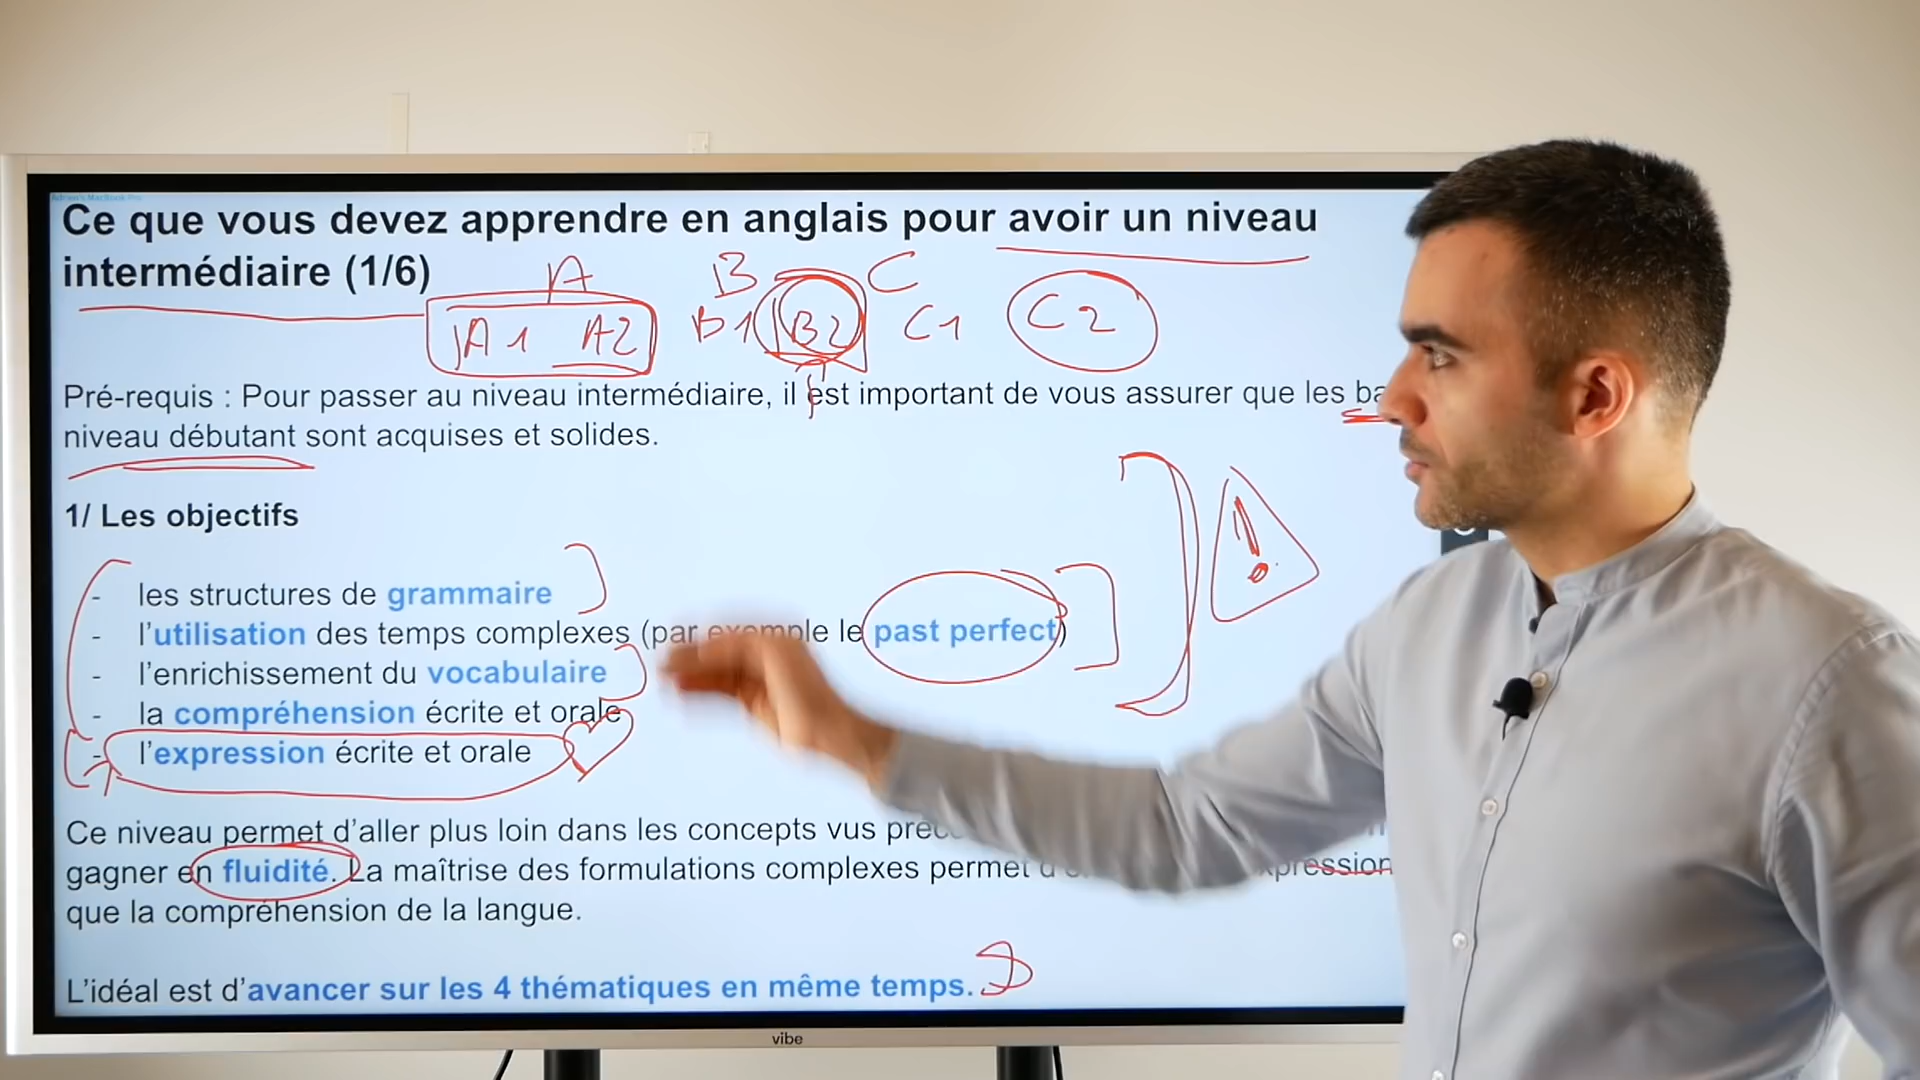 Adrien's MacBook Pro
Ce que vous devez apprendre en anglais pour avoir un niveau
intermédiaire (1/6)
A B C
A1 A2 B1 B2 C1 C2
Pré-requis : Pour passer au niveau intermédiaire, il est important de vous assurer que les
niveau débutant sont acquises et solides.
1/ Les objectifs
- les structures de grammaire
- l'utilisation des temps complexes (par exemple le past perfect)
- l'enrichissement du vocabulaire
- la compréhension écrite et orale
- l'expression écrite et orale
!
Ce niveau permet d'aller plus loin dans les concepts vus
gagner en fluidité. La maîtrise des formulations complexes permet
que la compréhension de la langue.
L'idéal est d'avancer sur les 4 thématiques en même temps.
vibe